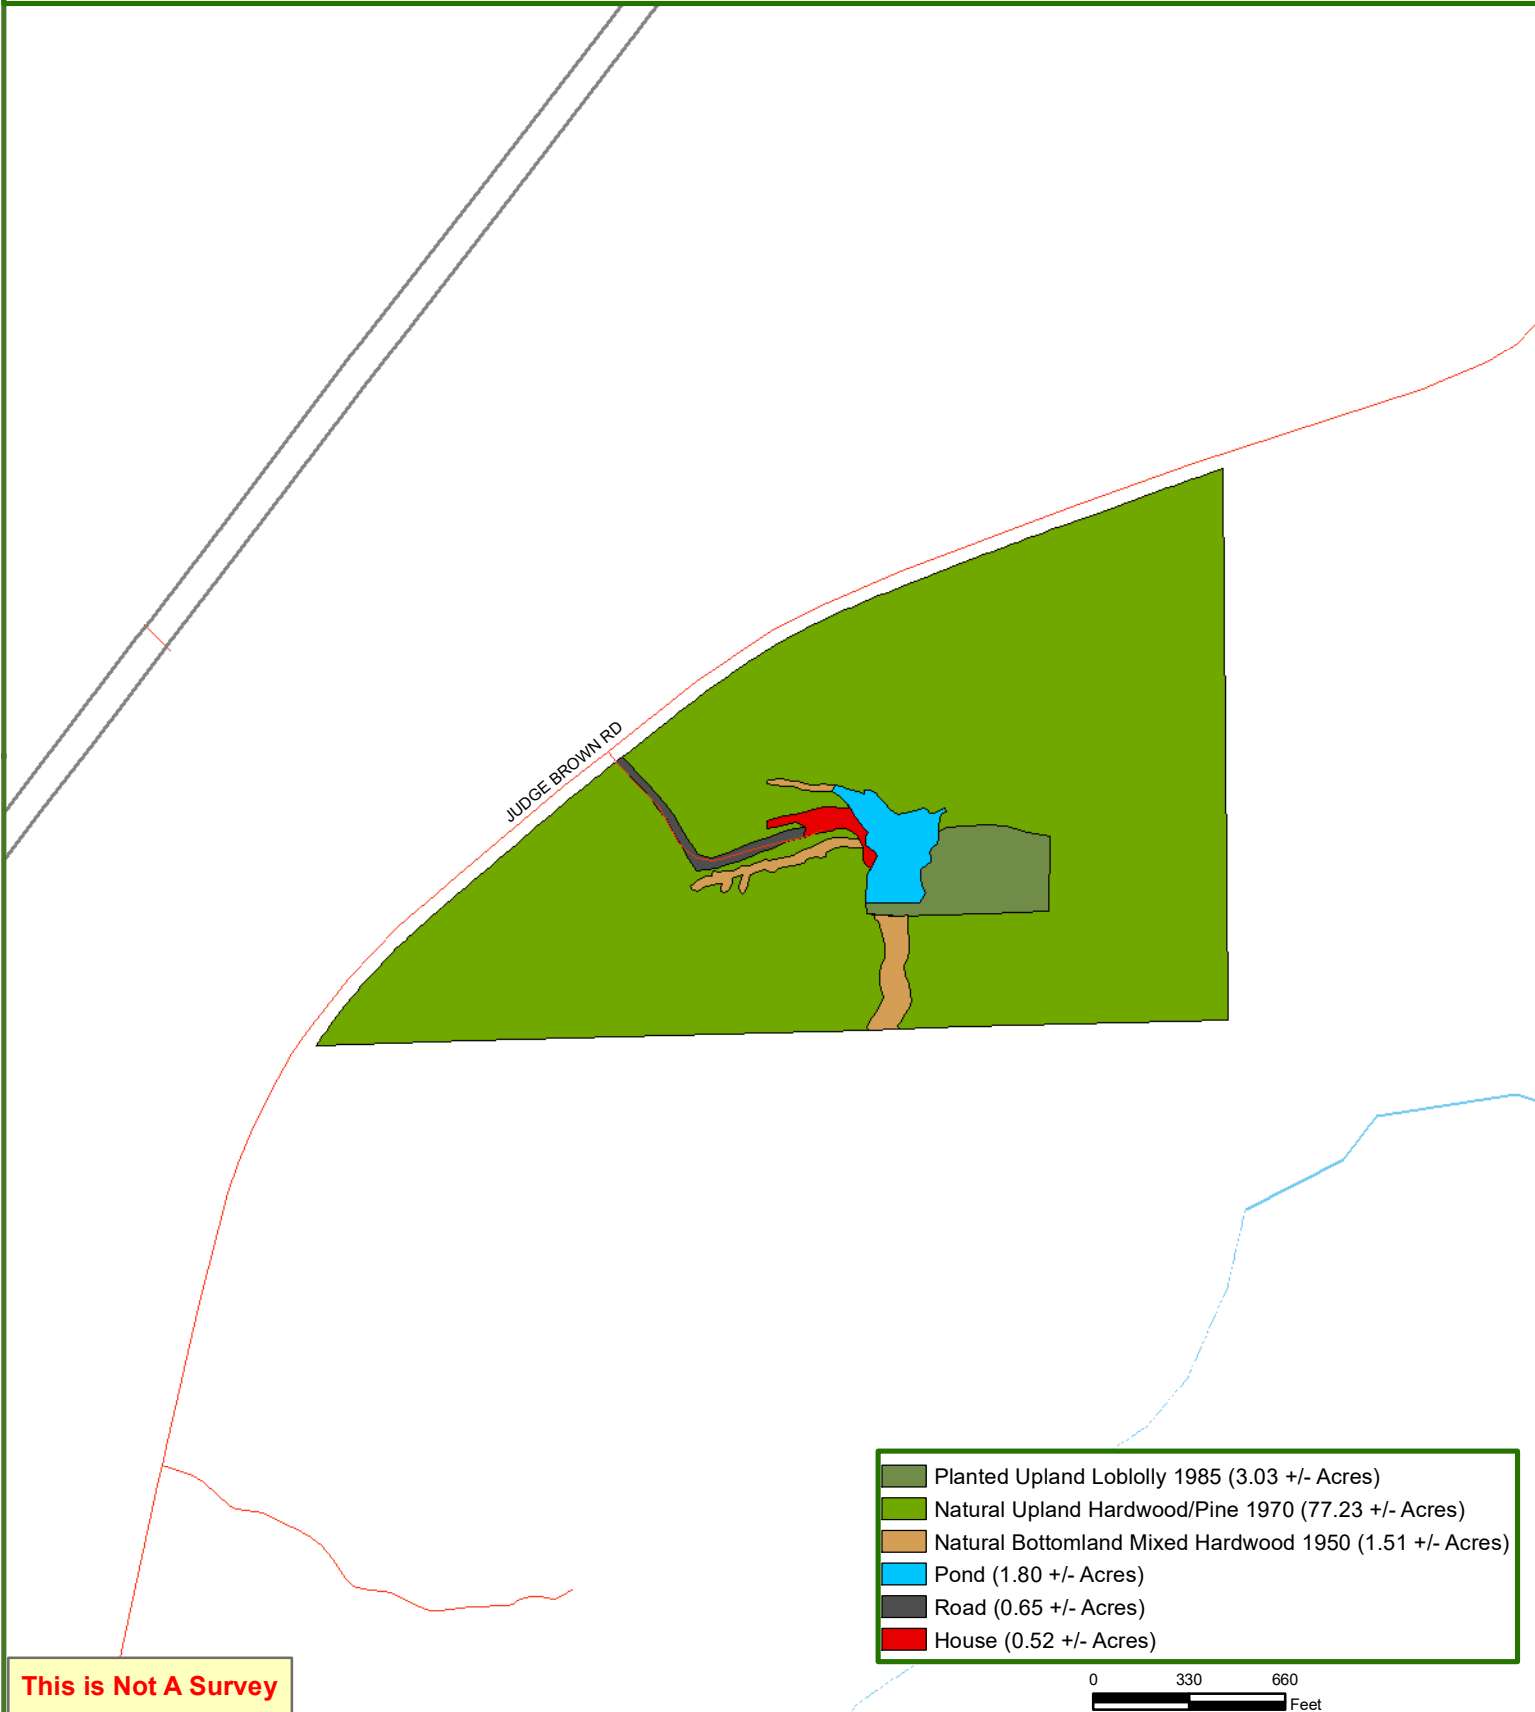 JUDGE BROWN RD
Planted Upland Loblolly 1985 (3.03 +/- Acres)
Natural Upland Hardwood/Pine 1970 (77.23 +/- Acres)
Natural Bottomland Mixed Hardwood 1950 (1.51 +/- Acres)
Pond (1.80 +/- Acres)
Road (0.65 +/- Acres)
House (0.52 +/- Acres)
This is Not A Survey
0 330 660
Feet